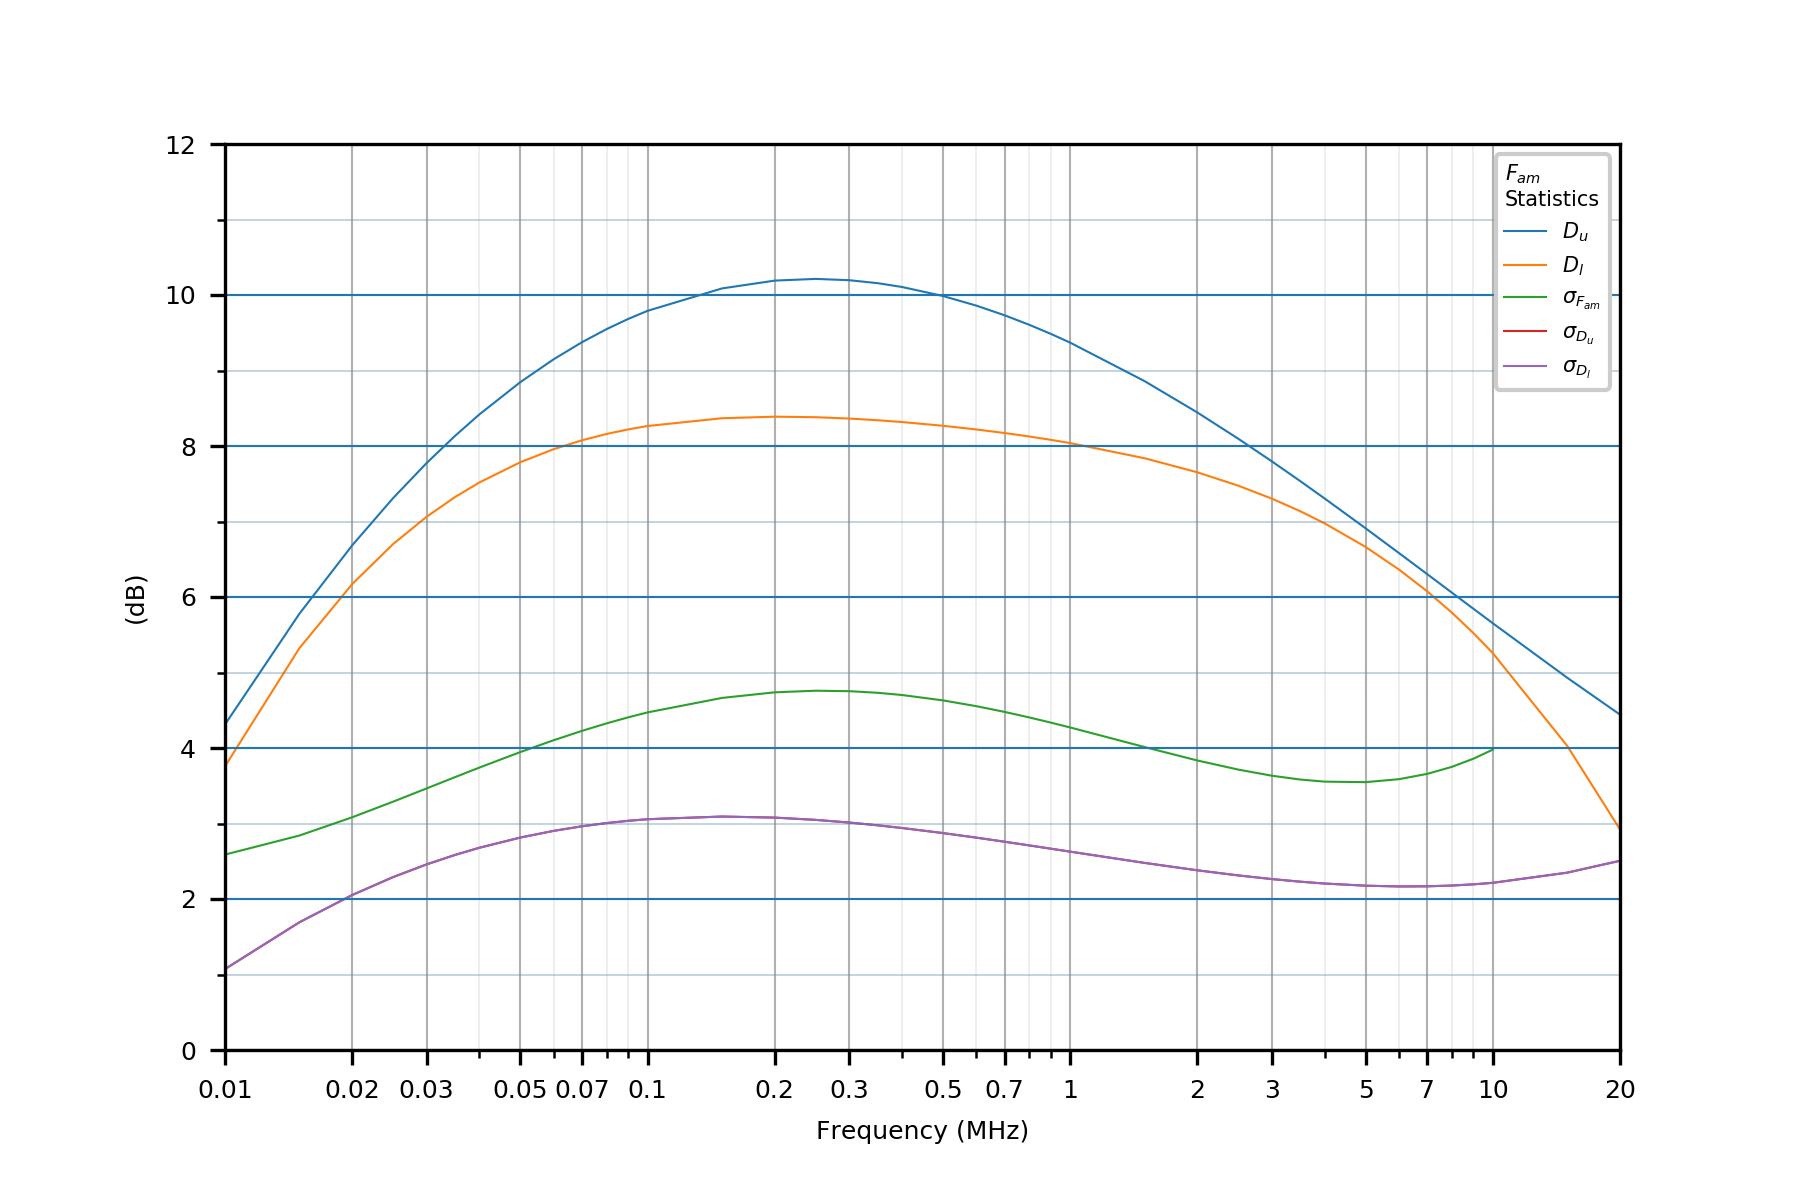 12
10
8
6
4
2
0
(dB)
0.01 0.02 0.03 0.05 0.07 0.1 0.2 0.3 0.5 0.7 1 2 3 5 7 10 20
Frequency (MHz)
F_am
Statistics
D_u
D_l
σ_F_am
σ_D_u
σ_D_l